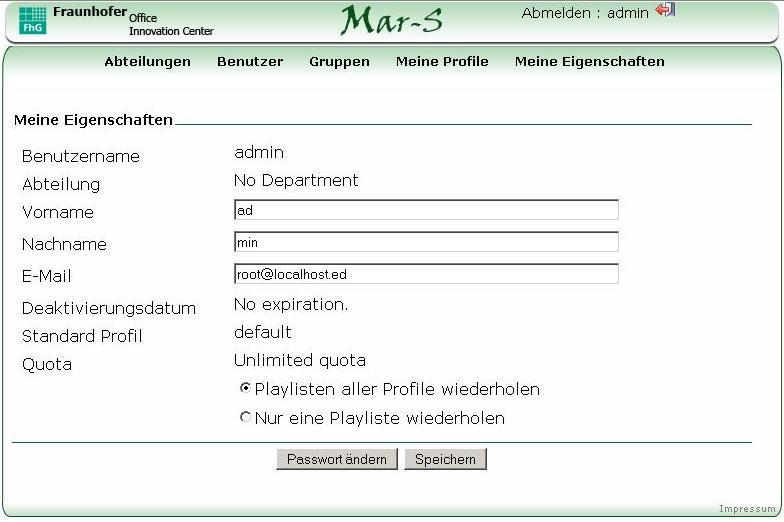 Fraunhofer Office
FhG Innovation Center
Mar-S
Abmelden : admin
Abteilungen Benutzer Gruppen Meine Profile Meine Eigenschaften
Meine Eigenschaften
Benutzername admin
Abteilung No Department
Vorname ad
Nachname min
E-Mail root@localhost.ed
Deaktivierungsdatum No expiration.
Standard Profil default
Quota Unlimited quota
Playlisten aller Profile wiederholen
Nur eine Playliste wiederholen
Passwort ändern Speichern
Impressum